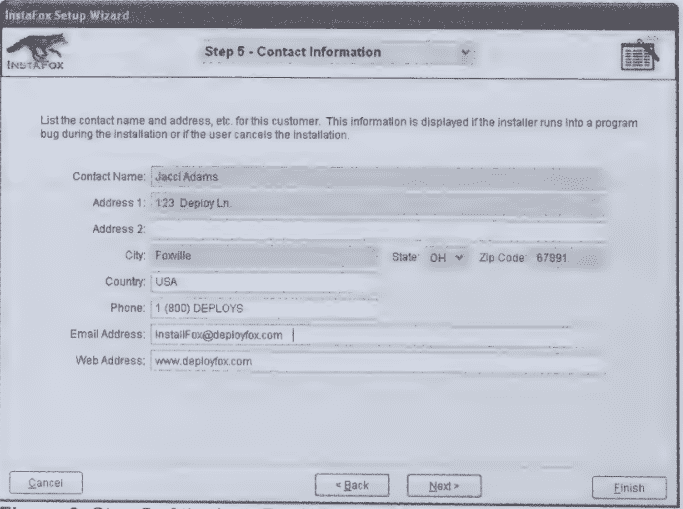 InstaFox Setup Wizard
INSTAFOX
Step 5 - Contact Information
List the contact name and address, etc. for this customer. This information is displayed if the installer runs into a program
bug during the installation or if the user cancels the installation.
Contact Name: Jacci Adams
Address 1: 123 Deploy Ln.
Address 2:
City: Foxville State: OH Zip Code: 67891
Country: USA
Phone: 1 (800) DEPLOYS
Email Address: InstallFox@deployfox.com
Web Address: www.deployfox.com
Cancel < Back Next > Finish